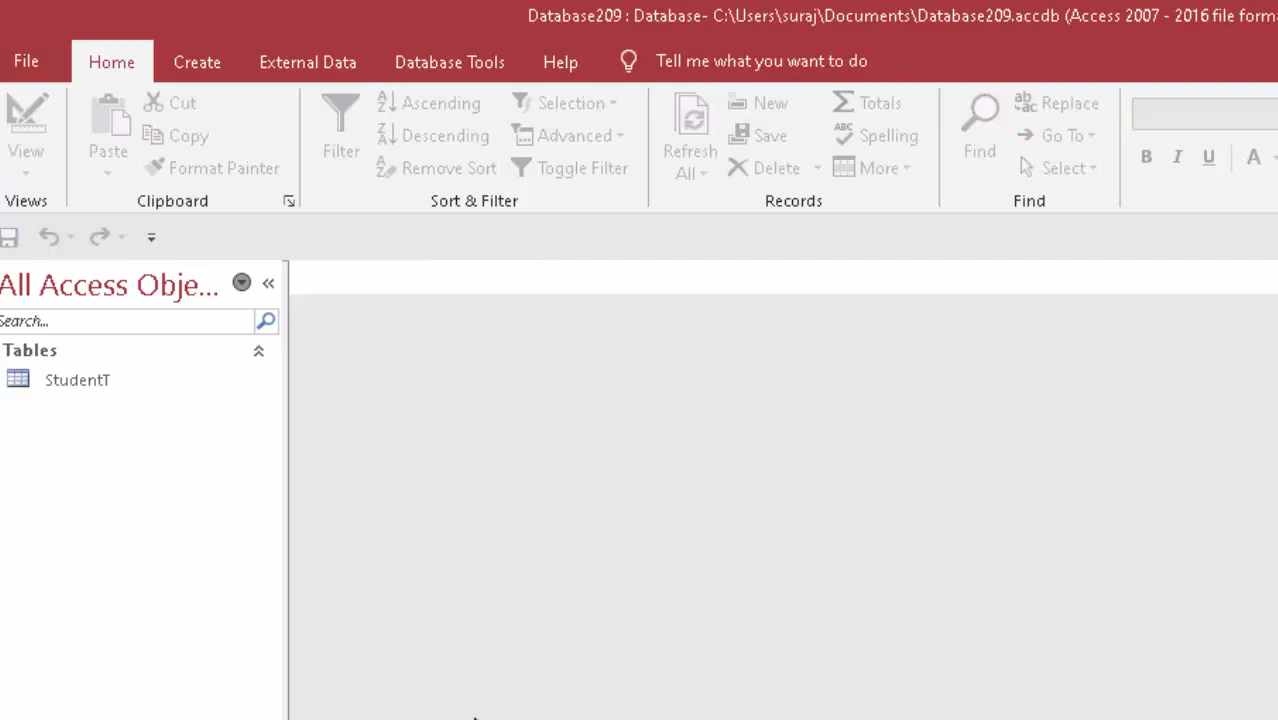 Database209 : Database- C:\Users\suraj\Documents\Database209.accdb (Access 2007 - 2016 file forma
File Home Create External Data Database Tools Help Tell me what you want to do
View
Views
Paste
Cut
Copy
Format Painter
Clipboard
Filter
Ascending
Descending
Remove Sort
Selection
Advanced
Toggle Filter
Sort & Filter
Refresh
All
New
Save
Delete
Totals
Spelling
More
Records
Find
Replace
Go To
Select
Find
B I U A
All Access Obje...
Search...
Tables
StudentT